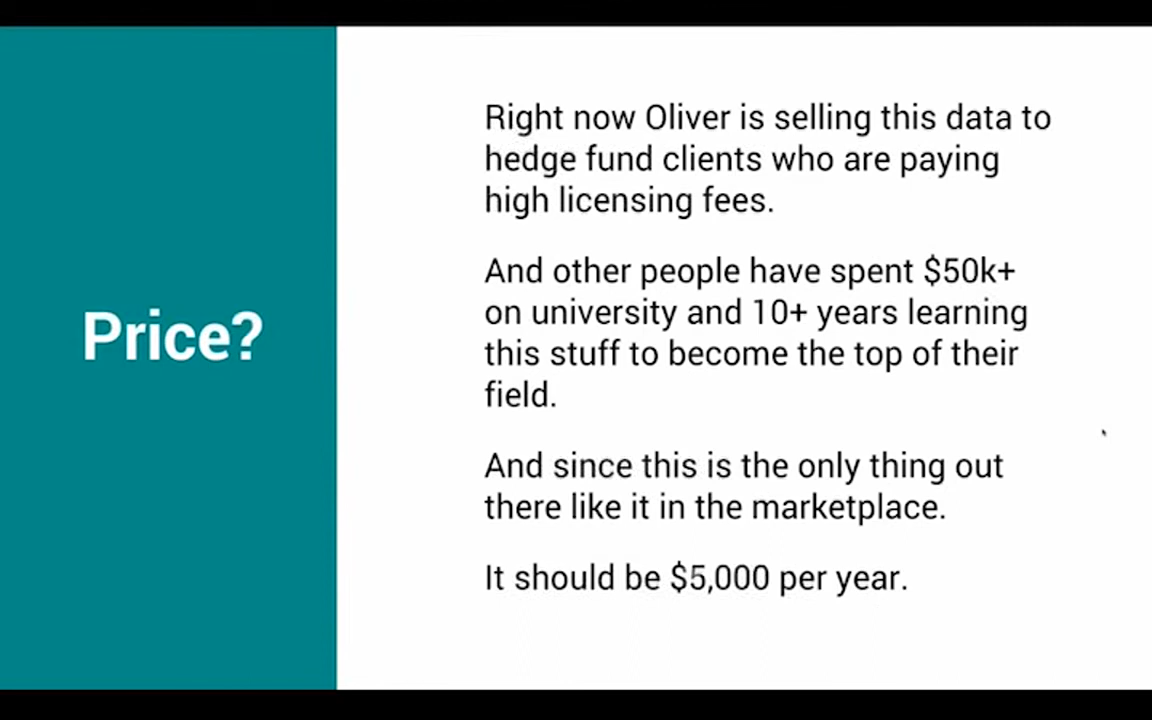 Price?
Right now Oliver is selling this data to
hedge fund clients who are paying
high licensing fees.
And other people have spent $50k+
on university and 10+ years learning
this stuff to become the top of their
field.
And since this is the only thing out
there like it in the marketplace.
It should be $5,000 per year.